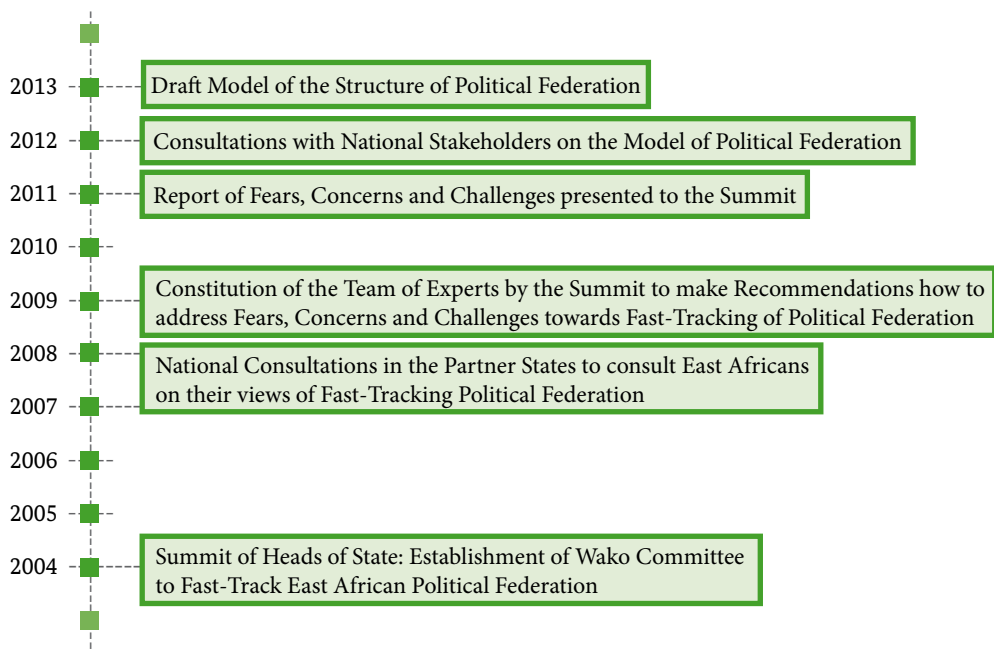 2013
Draft Model of the Structure of Political Federation
2012
Consultations with National Stakeholders on the Model of Political Federation
2011
Report of Fears, Concerns and Challenges presented to the Summit
2010
2009
Constitution of the Team of Experts by the Summit to make Recommendations how to
address Fears, Concerns and Challenges towards Fast-Tracking of Political Federation
2008
National Consultations in the Partner States to consult East Africans
on their views of Fast-Tracking Political Federation
2007
2006
2005
2004
Summit of Heads of State: Establishment of Wako Committee
to Fast-Track East African Political Federation